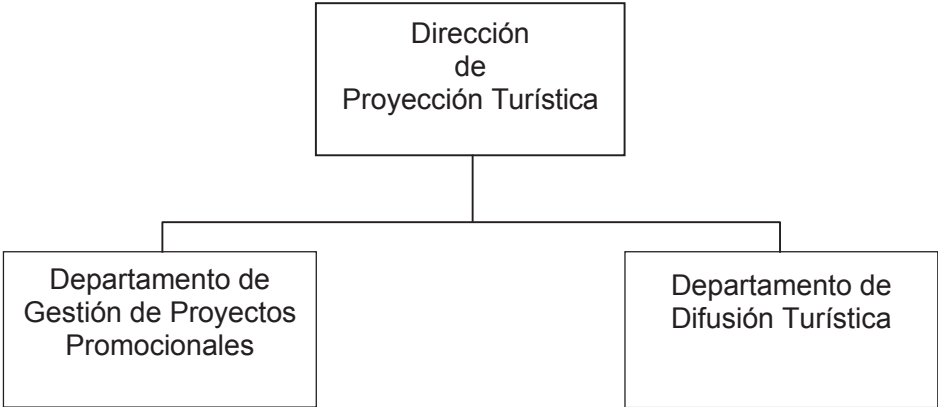 Dirección
de
Proyección Turística
Departamento de
Gestión de Proyectos
Promocionales
Departamento de
Difusión Turística